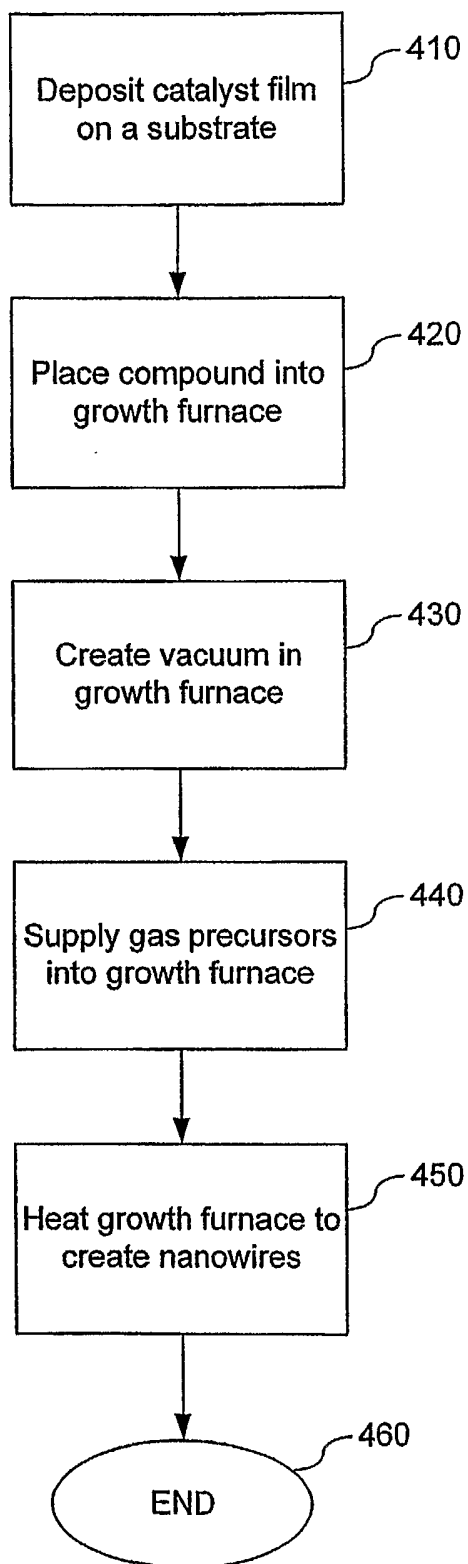 410
Deposit catalyst film
on a substrate
420
Place compound into
growth furnace
430
Create vacuum in
growth furnace
440
Supply gas precursors
into growth furnace
450
Heat growth furnace to
create nanowires
460
END